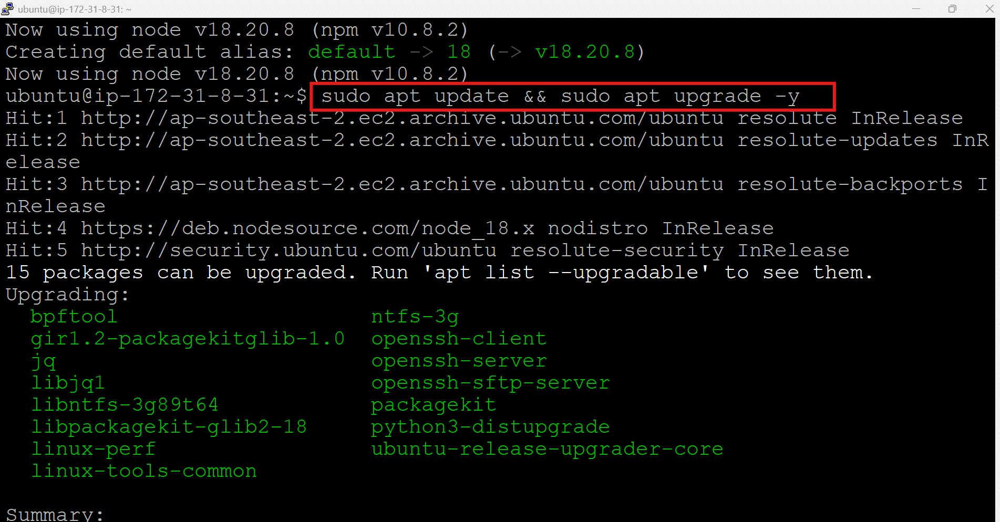 ubuntu@ip-172-31-8-31: ~
Now using node v18.20.8 (npm v10.8.2)
Creating default alias: default -> 18 (-> v18.20.8)
Now using node v18.20.8 (npm v10.8.2)
ubuntu@ip-172-31-8-31:~$ sudo apt update && sudo apt upgrade -y
Hit:1 http://ap-southeast-2.ec2.archive.ubuntu.com/ubuntu resolute InRelease
Hit:2 http://ap-southeast-2.ec2.archive.ubuntu.com/ubuntu resolute-updates InR
elease
Hit:3 http://ap-southeast-2.ec2.archive.ubuntu.com/ubuntu resolute-backports I
nRelease
Hit:4 https://deb.nodesource.com/node_18.x nodistro InRelease
Hit:5 http://security.ubuntu.com/ubuntu resolute-security InRelease
15 packages can be upgraded. Run 'apt list --upgradable' to see them.
Upgrading:
bpftool ntfs-3g
gir1.2-packagekitglib-1.0 openssh-client
jq openssh-server
libjq1 openssh-sftp-server
libntfs-3g89t64 packagekit
libpackagekit-glib2-18 python3-distupgrade
linux-perf ubuntu-release-upgrader-core
linux-tools-common
Summary: